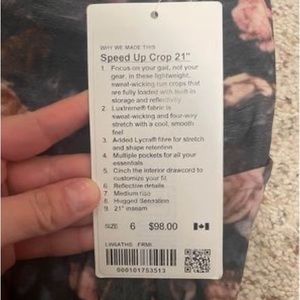 WHY WE MADE THIS
Speed Up Crop 21"
1. Focus on your gait, not your
gear, in these lightweight,
sweat-wicking run crops that
are fully loaded with built-in
storage and reflectivity
2. Luxtreme® fabric is
sweat-wicking and four-way
stretch with a cool, smooth
feel
3. Added Lycra® fibre for stretch
and shape retention
4. Multiple pockets for all your
essentials
5. Cinch the interior drawcord to
customize your fit
6. Reflective details
7. Medium rise
8. Hugged Sensation
9. 21" inseam
SIZE 6 $98.00
LW6ATHS FRMI
000101753513